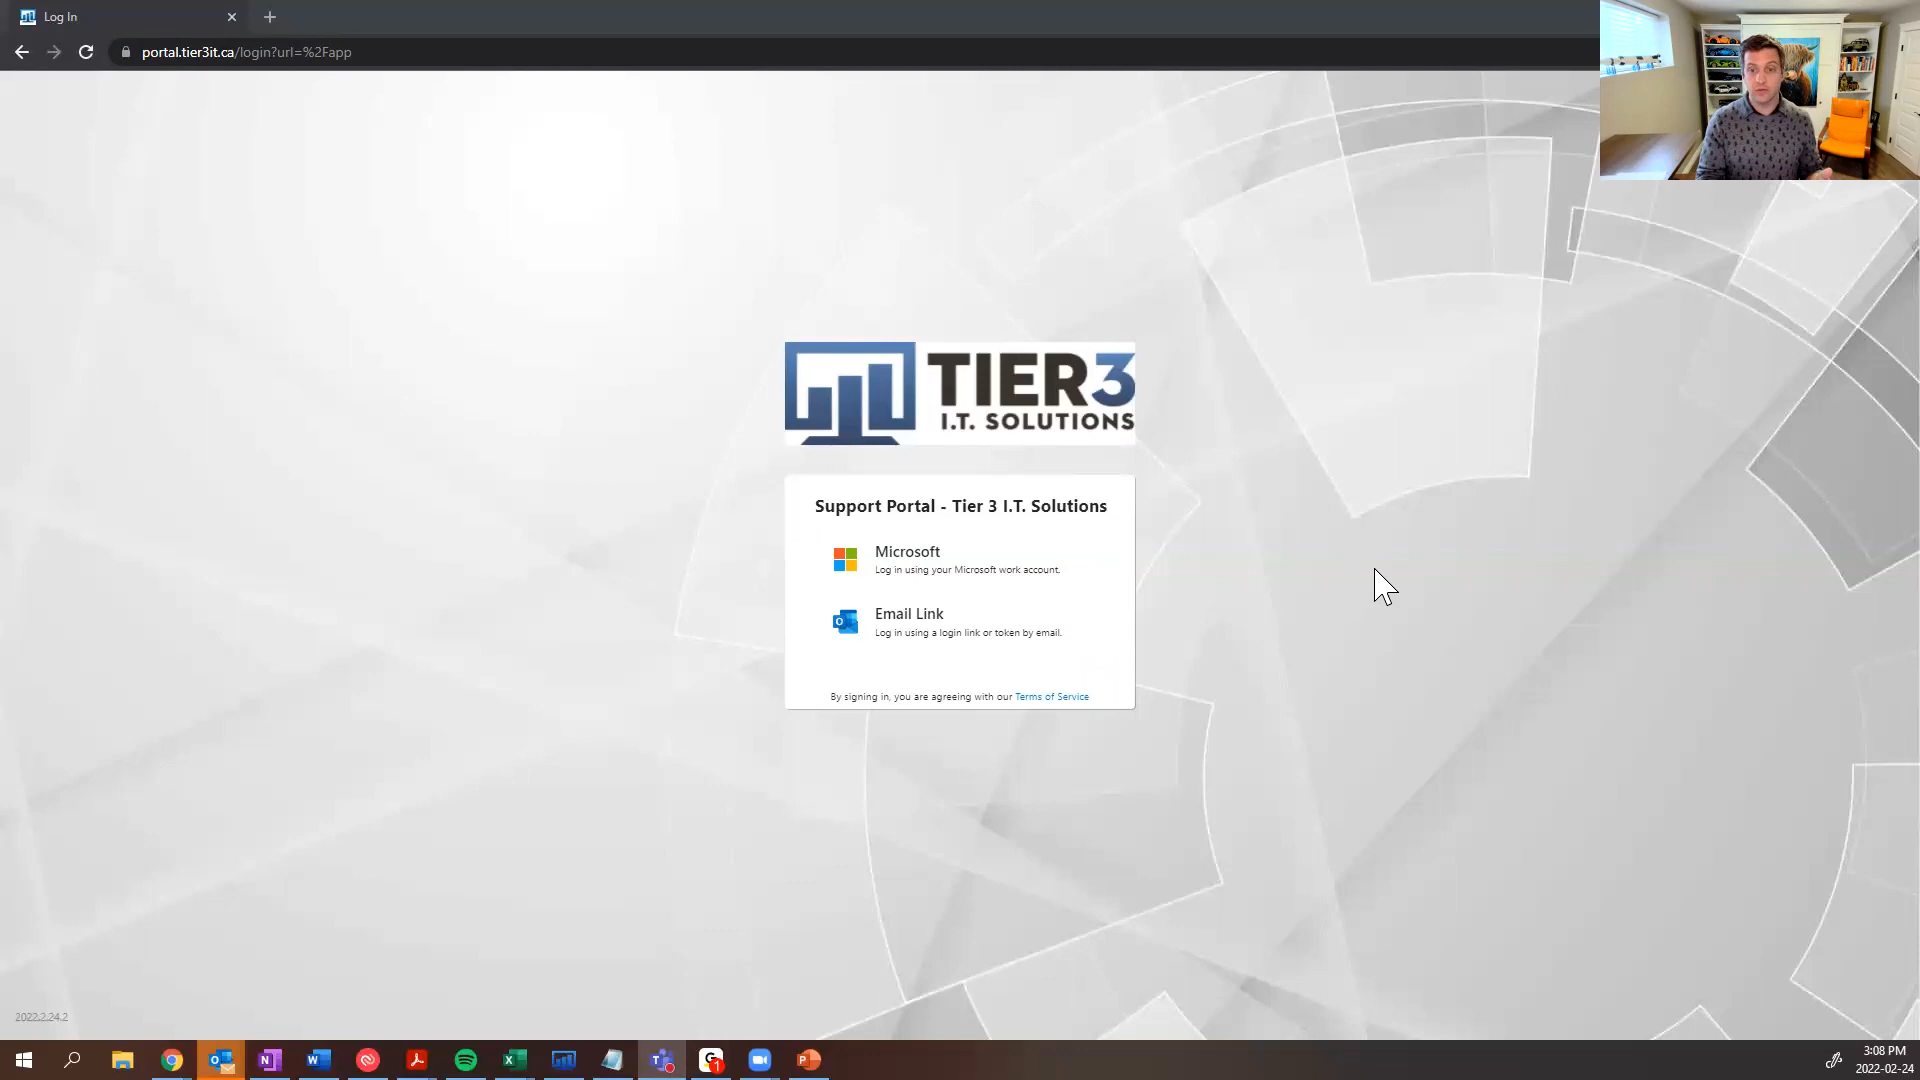 Log In
portal.tier3it.ca/login?url=%2Fapp
TIER3
I.T. SOLUTIONS
Support Portal - Tier 3 I.T. Solutions
Microsoft
Log in using your Microsoft work account.
Email Link
Log in using a login link or token by email.
By signing in, you are agreeing with our Terms of Service
2022.2.24.2
3:08 PM
2022-02-24